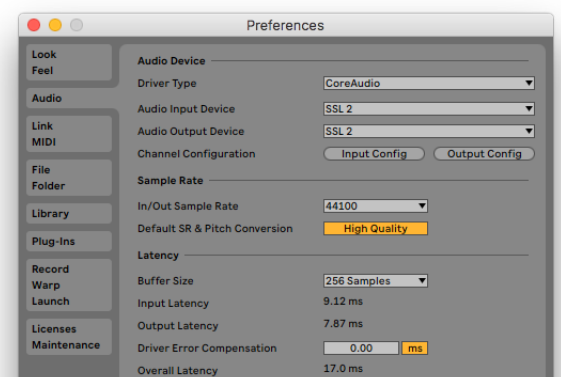 Preferences
Look
Feel
Audio
Link
MIDI
File
Folder
Library
Plug-Ins
Record
Warp
Launch
Licenses
Maintenance
Audio Device
Driver Type CoreAudio
Audio Input Device SSL 2
Audio Output Device SSL 2
Channel Configuration Input Config Output Config
Sample Rate
In/Out Sample Rate 44100
Default SR & Pitch Conversion High Quality
Latency
Buffer Size 256 Samples
Input Latency 9.12 ms
Output Latency 7.87 ms
Driver Error Compensation 0.00 ms
Overall Latency 17.0 ms